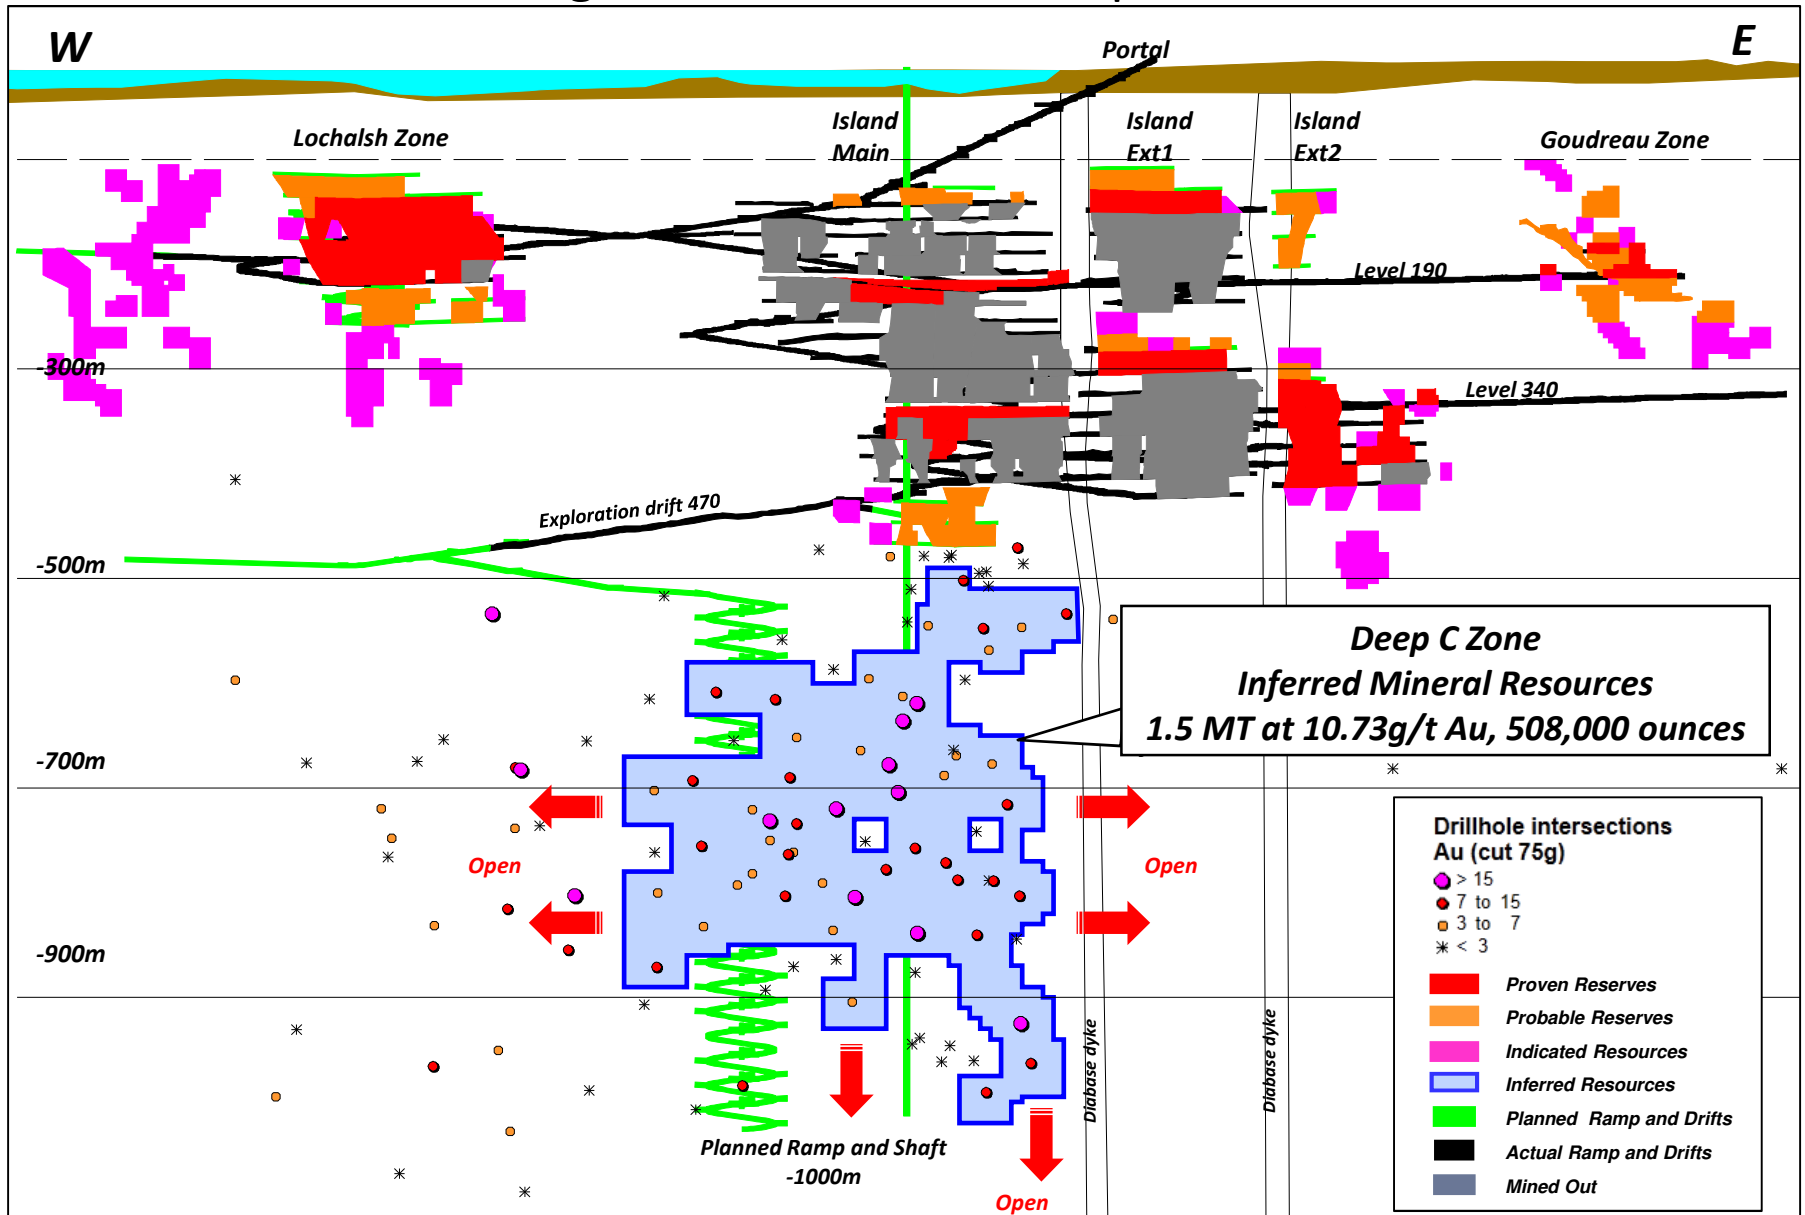 W
E
Portal
Lochalsh Zone
Island
Main
Island
Ext1
Island
Ext2
Goudreau Zone
Level 190
-300m
Level 340
Exploration drift 470
-500m
Deep C Zone
Inferred Mineral Resources
1.5 MT at 10.73g/t Au, 508,000 ounces
-700m
Open
Open
-900m
Diabase dyke
Diabase dyke
Planned Ramp and Shaft
-1000m
Open
Drillhole intersections
Au (cut 75g)
> 15
7 to 15
3 to 7
< 3
Proven Reserves
Probable Reserves
Indicated Resources
Inferred Resources
Planned Ramp and Drifts
Actual Ramp and Drifts
Mined Out